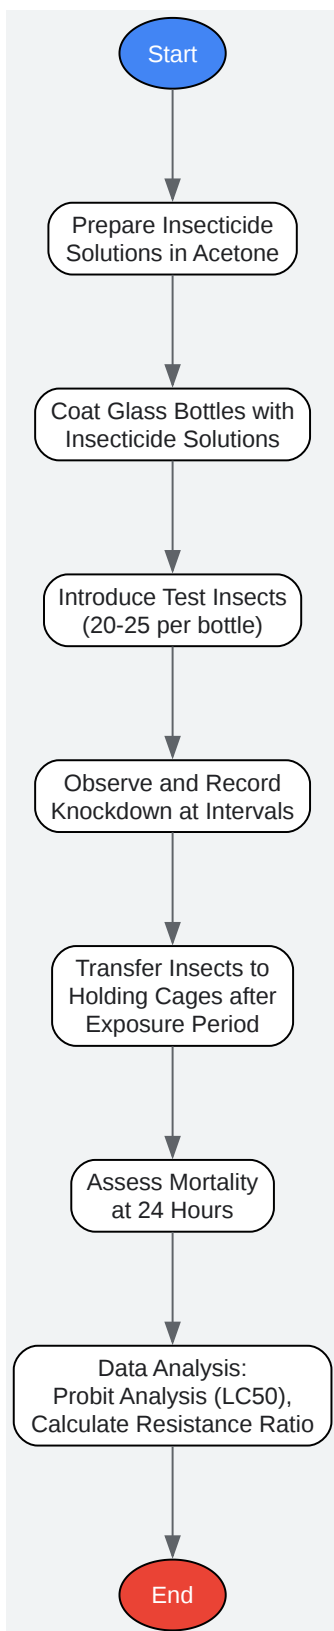 Start
Prepare Insecticide
Solutions in Acetone
Coat Glass Bottles with
Insecticide Solutions
Introduce Test Insects
(20-25 per bottle)
Observe and Record
Knockdown at Intervals
Transfer Insects to
Holding Cages after
Exposure Period
Assess Mortality
at 24 Hours
Data Analysis:
Probit Analysis (LC50),
Calculate Resistance Ratio
End